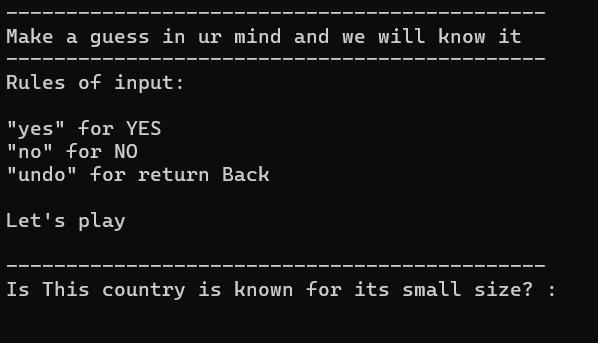 ---------------------------------------------
Make a guess in ur mind and we will know it
---------------------------------------------
Rules of input:
"yes" for YES
"no" for NO
"undo" for return Back
Let's play
---------------------------------------------
Is This country is known for its small size? :